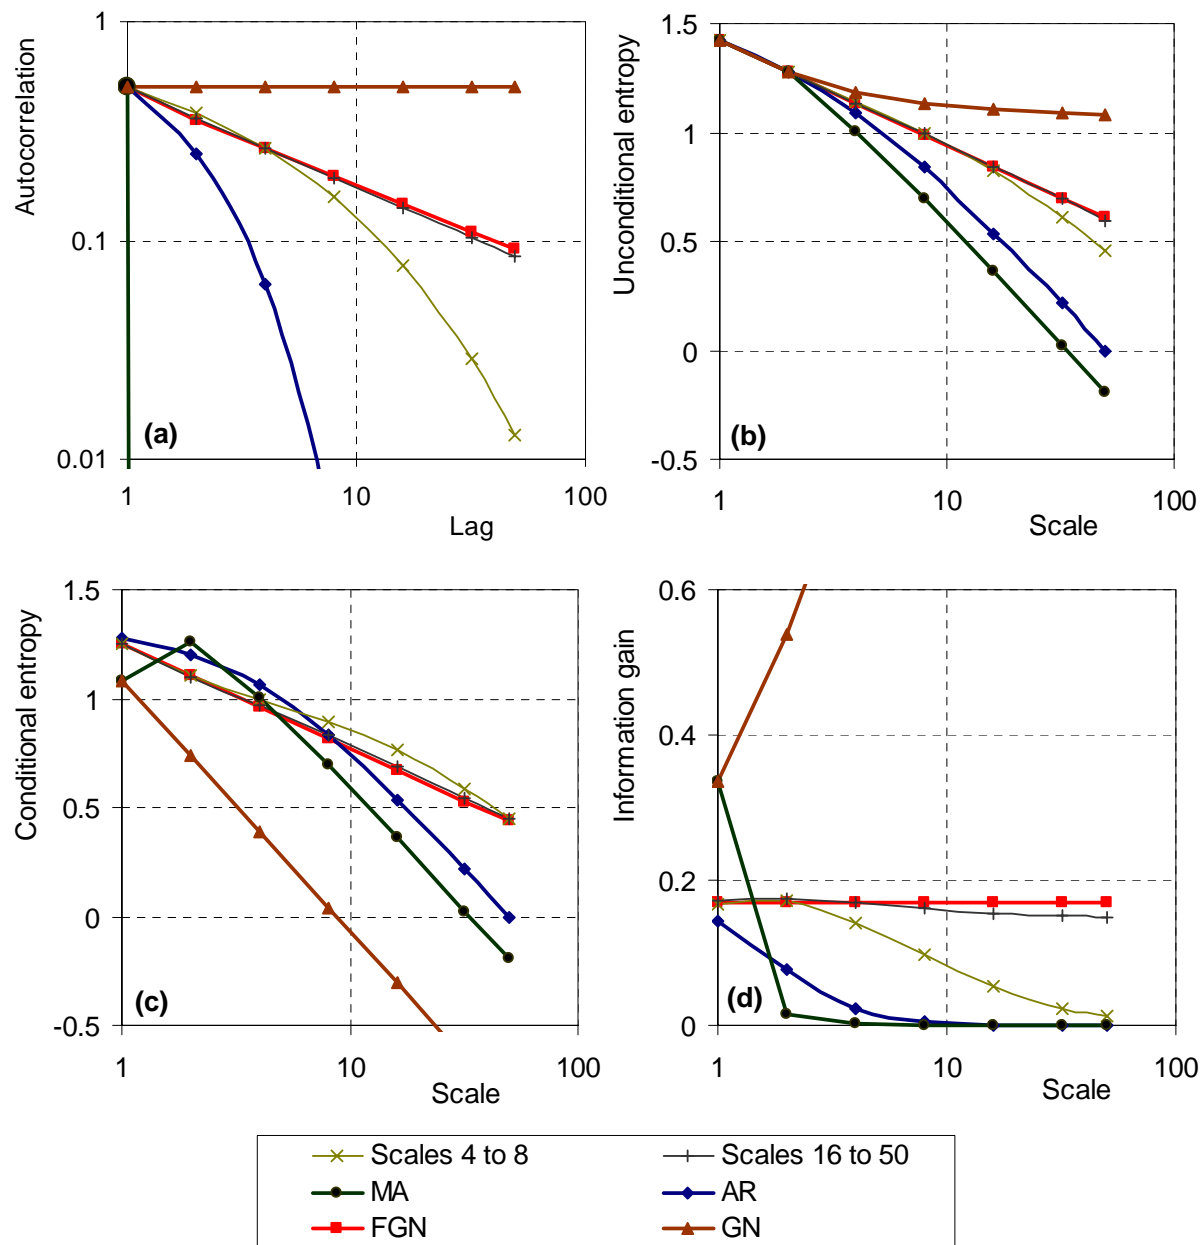 1
0.1
0.01
Autocorrelation
(a)
1
10
100
Lag
1.5
1
0.5
0
-0.5
Unconditional entropy
(b)
1
10
100
Scale
1.5
1
0.5
0
-0.5
Conditional entropy
(c)
1
10
100
Scale
0.6
0.4
0.2
0
Information gain
(d)
1
10
100
Scale
Scales 4 to 8
Scales 16 to 50
MA
AR
FGN
GN